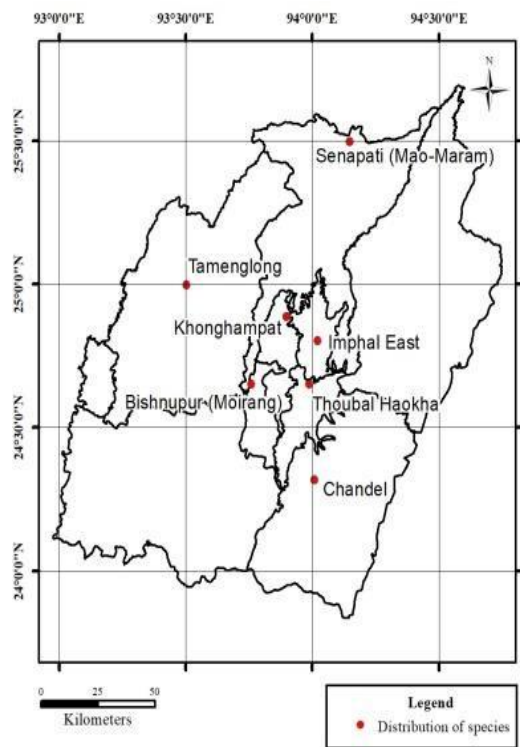 93°0'0"E 93°30'0"E 94°0'0"E 94°30'0"E
N
25°30'0"N
Senapati (Mao-Maram)
Tamenglong
25°0'0"N
Khonghampat
Imphal East
Bishnupur (Moirang)
Thoubal Haokha
24°30'0"N
Chandel
24°0'0"N
0 25 50
Kilometers
Legend
Distribution of species